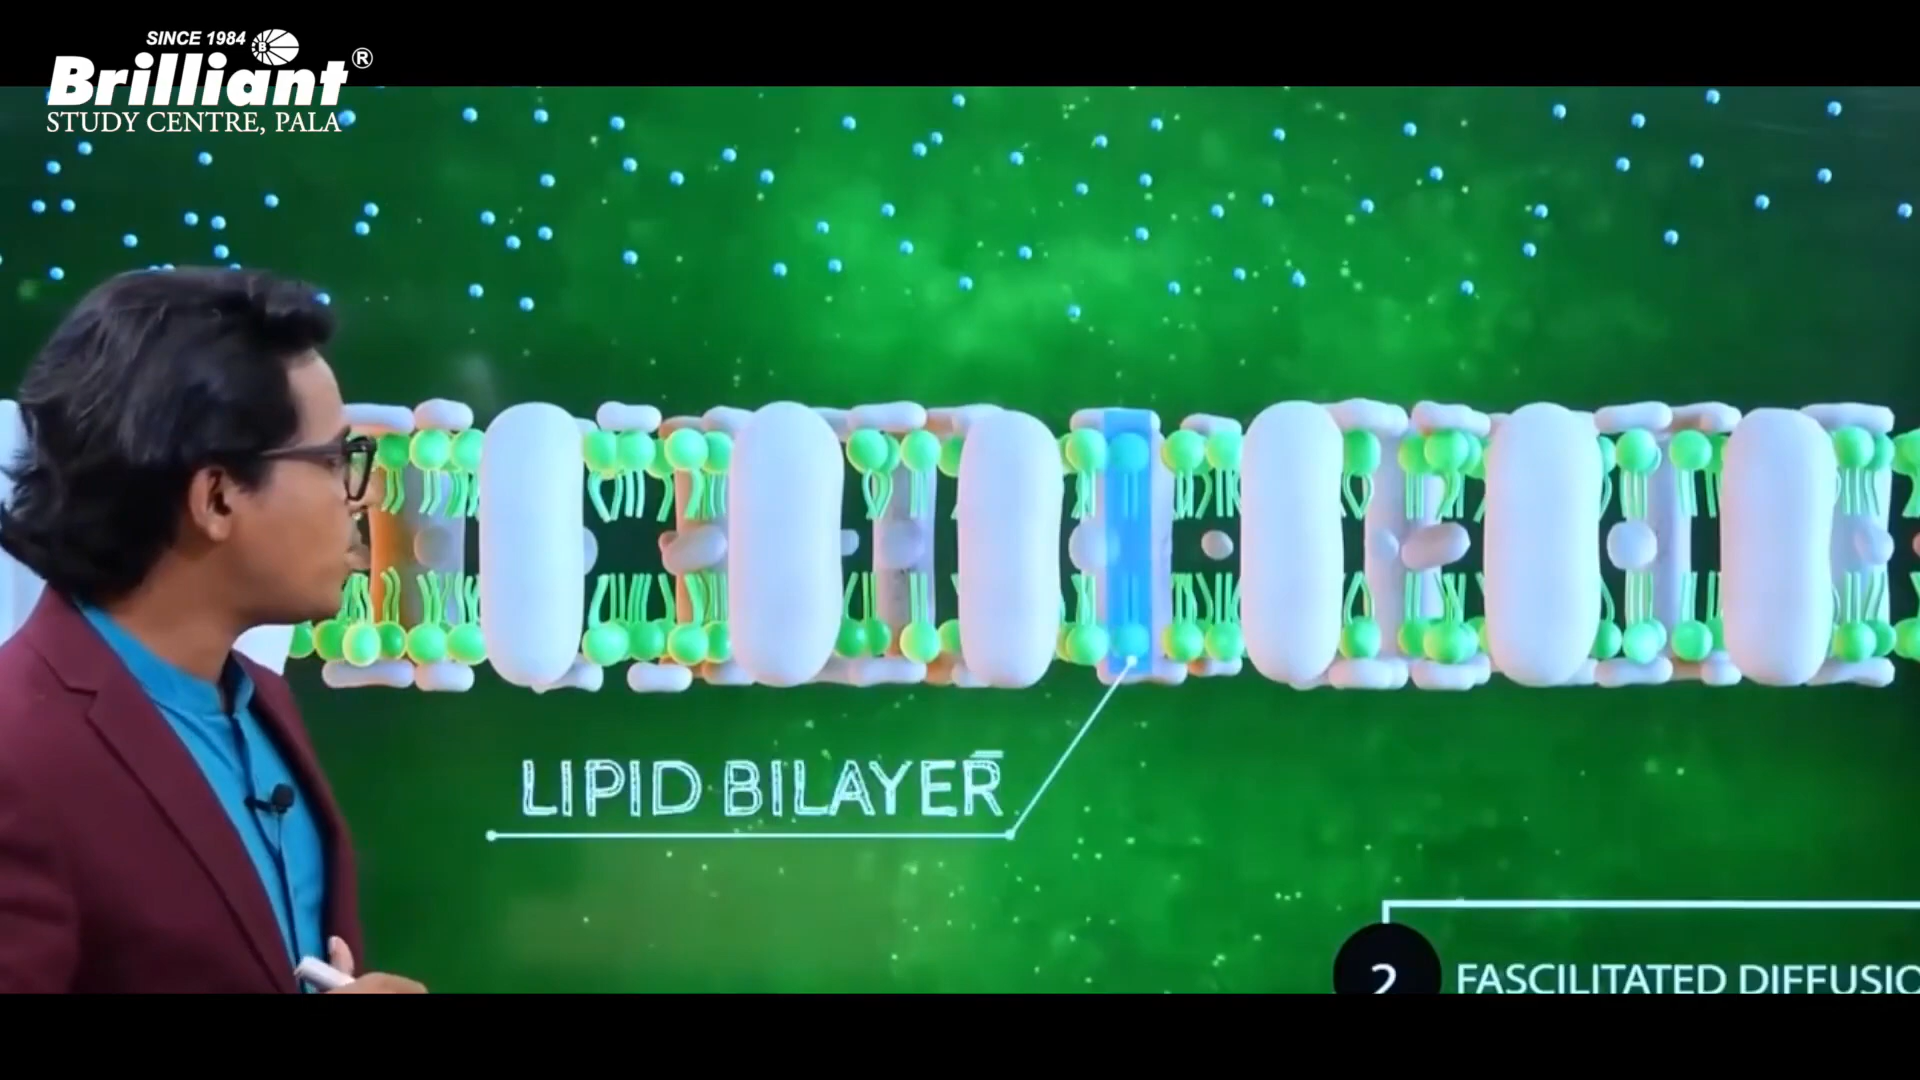 SINCE 1984
Brilliant®
STUDY CENTRE, PALA
LIPID BILAYER
2 FASCILITATED DIFFUSIO